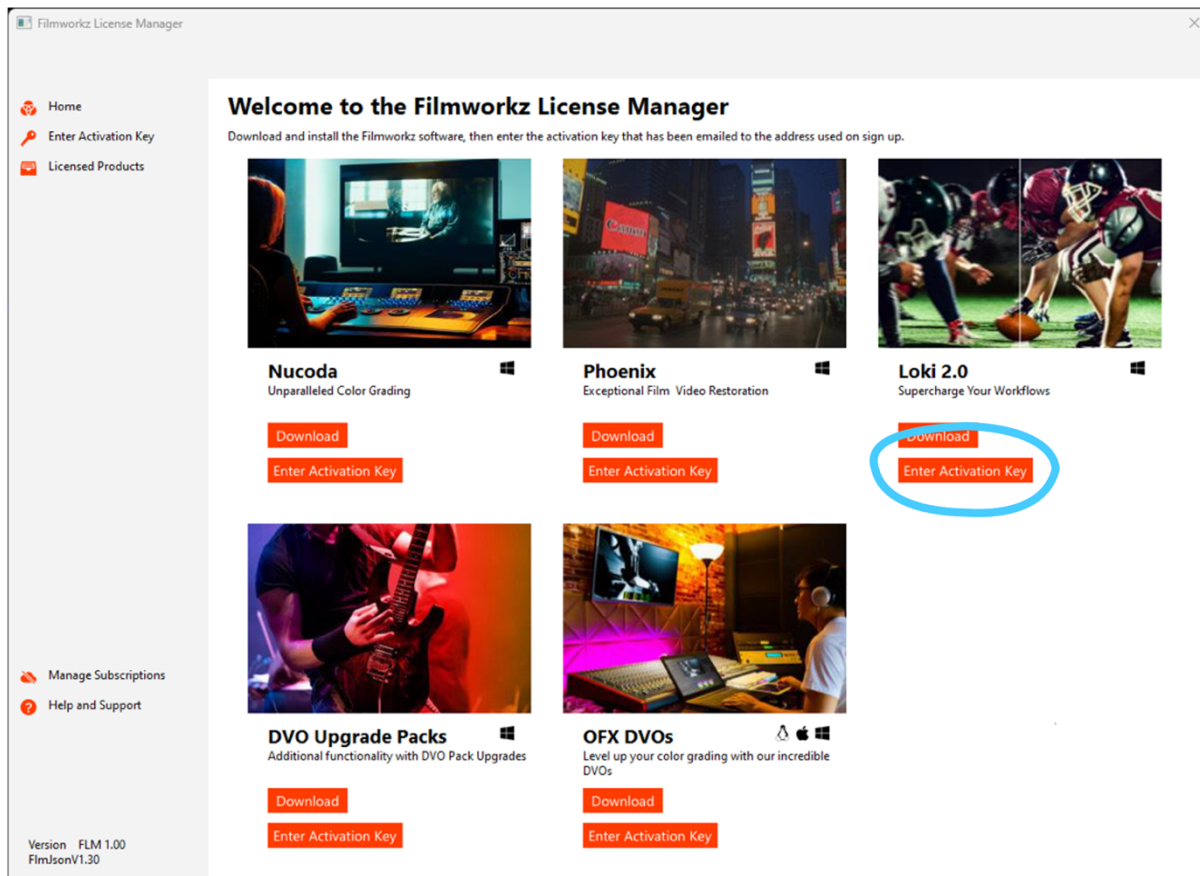 Filmworkz License Manager
Home
Enter Activation Key
Licensed Products
Welcome to the Filmworkz License Manager
Download and install the Filmworkz software, then enter the activation key that has been emailed to the address used on sign up.
Canon
Nucoda
Unparalleled Color Grading
Download
Enter Activation Key
Phoenix
Exceptional Film  Video Restoration
Download
Enter Activation Key
Loki 2.0
Supercharge Your Workflows
Download
Enter Activation Key
DVO Upgrade Packs
Additional functionality with DVO Pack Upgrades
Download
Enter Activation Key
OFX DVOs
Level up your color grading with our incredible
DVOs
Download
Enter Activation Key
Manage Subscriptions
Help and Support
Version FLM 1.00
FlmJsonV1.30